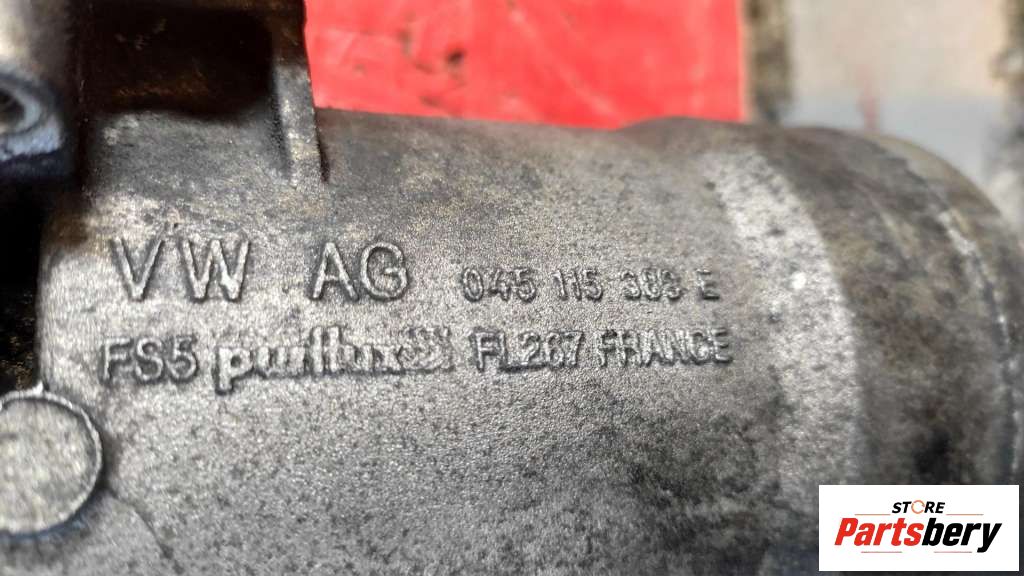 VW AG 045 115 389 E
FS5 purflux FL267 FRANCE
STORE
Partsbery